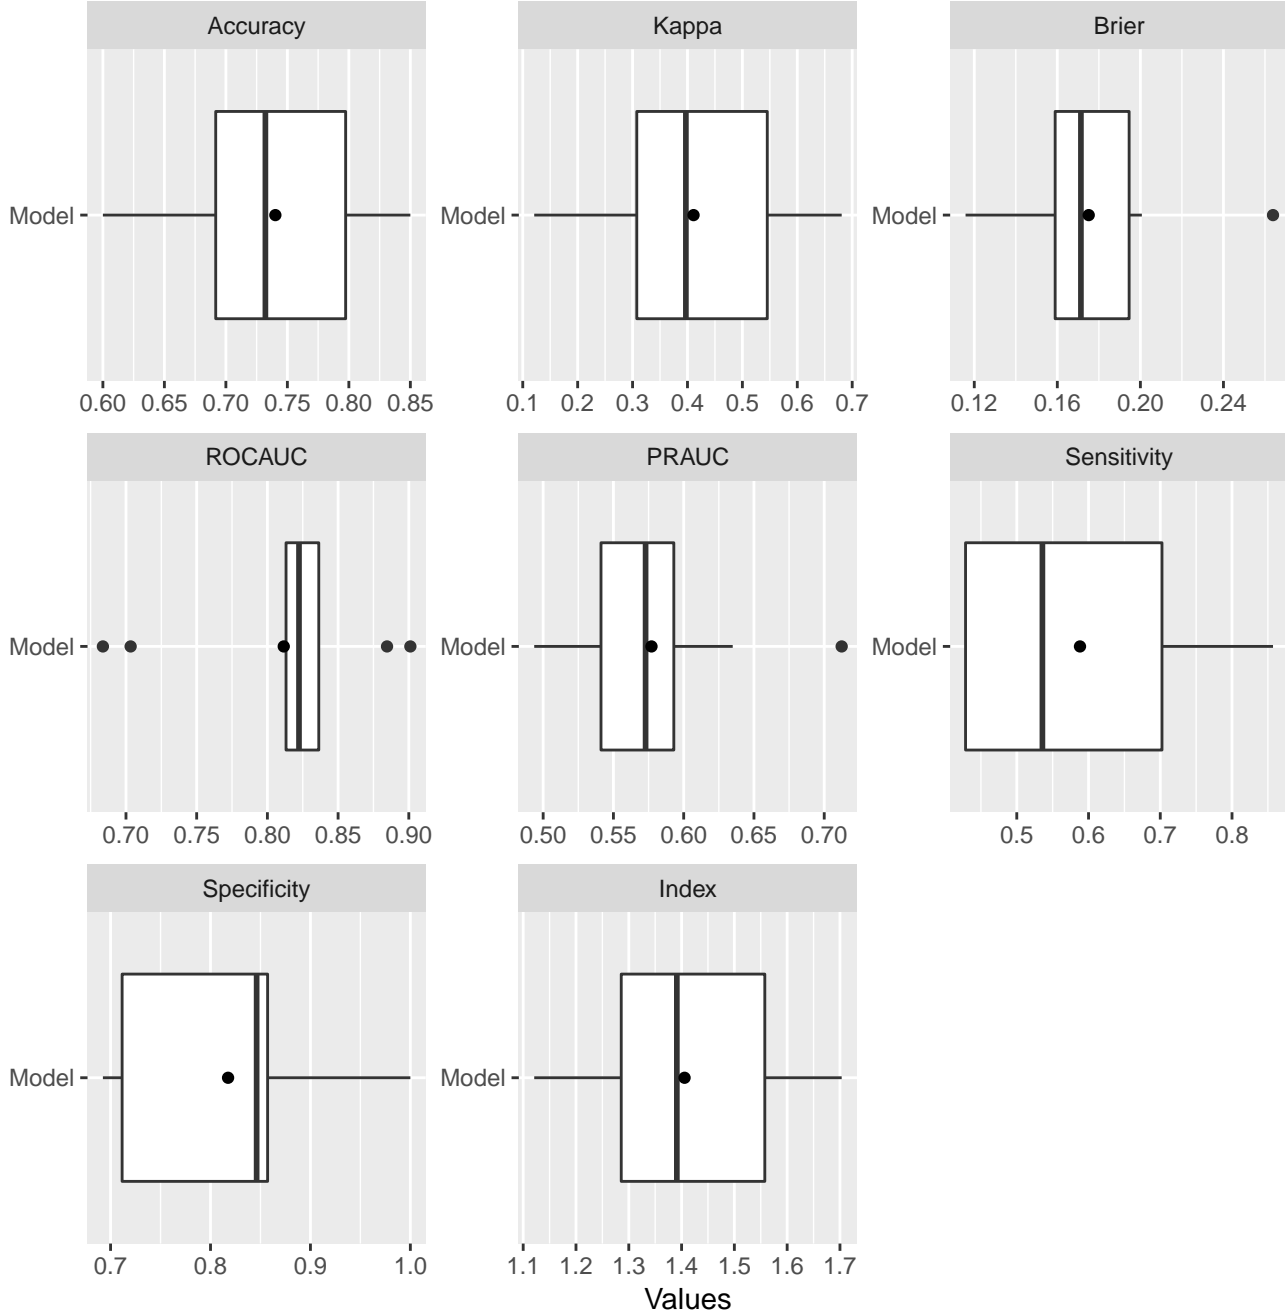 Accuracy
Kappa
Brier
Model
Model
Model
0.60 0.65 0.70 0.75 0.80 0.85
0.1 0.2 0.3 0.4 0.5 0.6 0.7
0.12 0.16 0.20 0.24
ROCAUC
PRAUC
Sensitivity
Model
Model
Model
0.70 0.75 0.80 0.85 0.90
0.50 0.55 0.60 0.65 0.70
0.5 0.6 0.7 0.8
Specificity
Index
Model
Model
0.7 0.8 0.9 1.0
1.1 1.2 1.3 1.4 1.5 1.6 1.7
Values